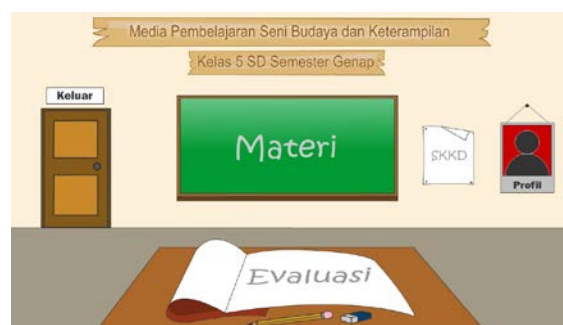 Media Pembelajaran Seni Budaya dan Keterampilan
Kelas 5 SD Semester Genap
Keluar
Materi
SKKD
Profil
Evaluasi